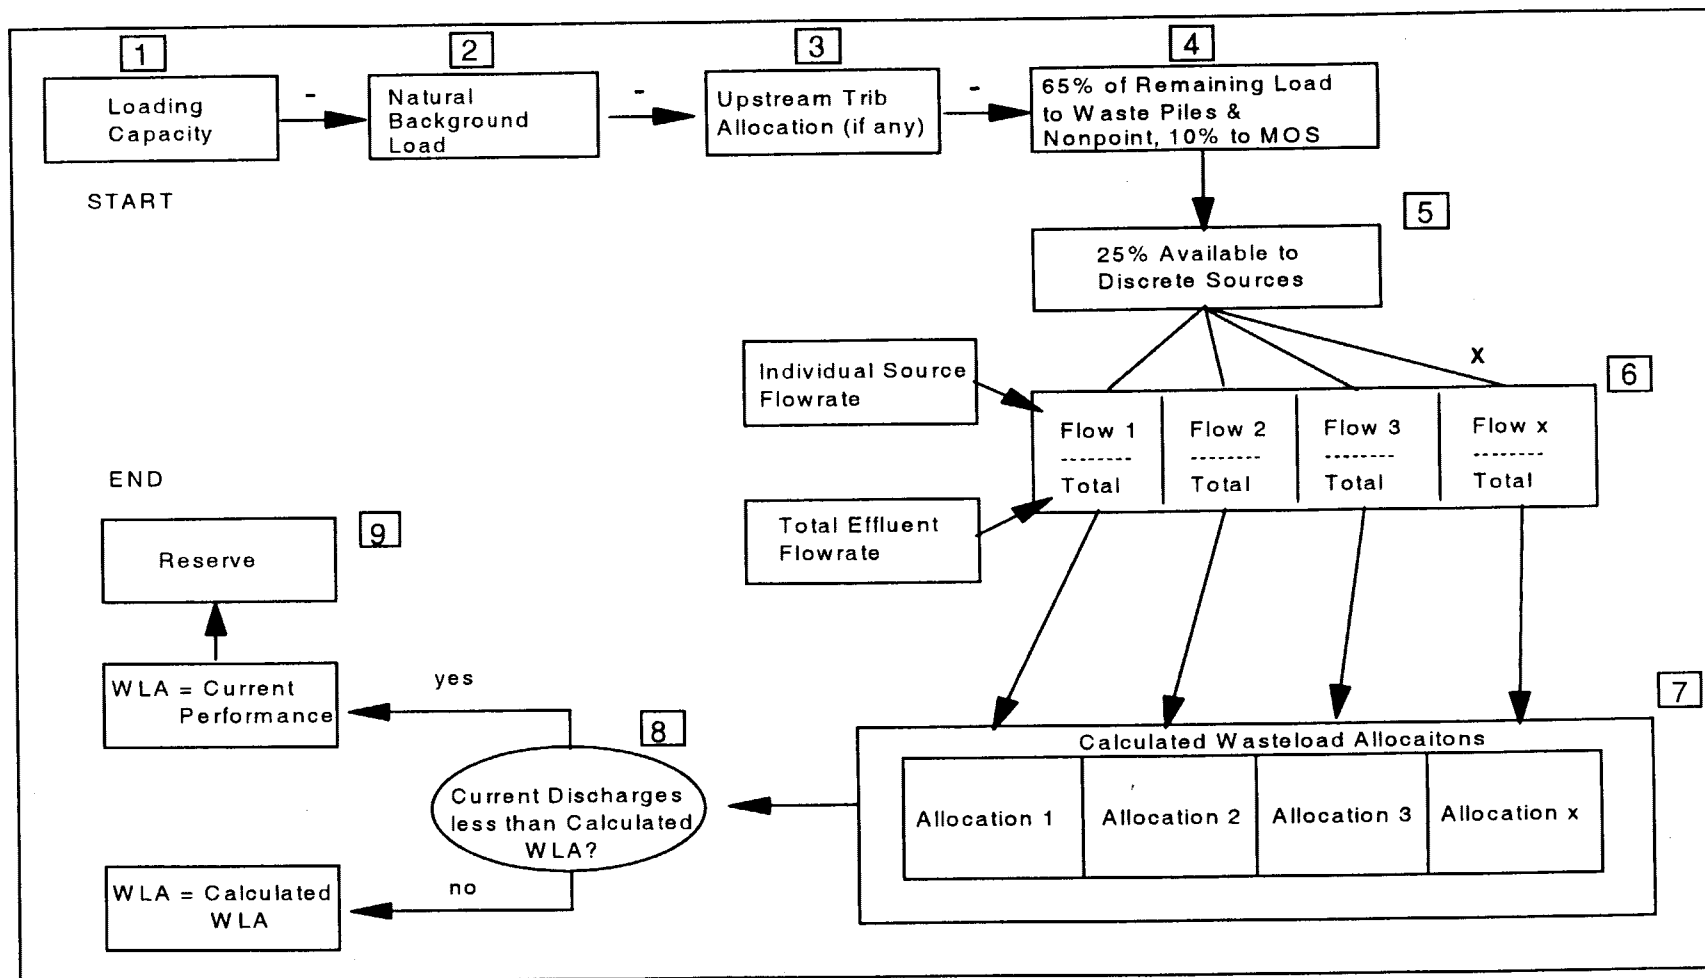 1
Loading
Capacity
START
-
2
Natural
Background
Load
-
3
Upstream Trib
Allocation (if any)
-
4
65% of Remaining Load
to Waste Piles &
Nonpoint, 10% to MOS
5
25% Available to
Discrete Sources
x
6
Individual Source
Flowrate
Flow 1
--------
Total
Flow 2
--------
Total
Flow 3
--------
Total
Flow x
--------
Total
Total Effluent
Flowrate
7
Calculated Wasteload Allocaitons
Allocation 1
Allocation 2
Allocation 3
Allocation x
8
Current Discharges
less than Calculated
WLA?
yes
WLA = Current
Performance
no
WLA = Calculated
WLA
9
Reserve
END